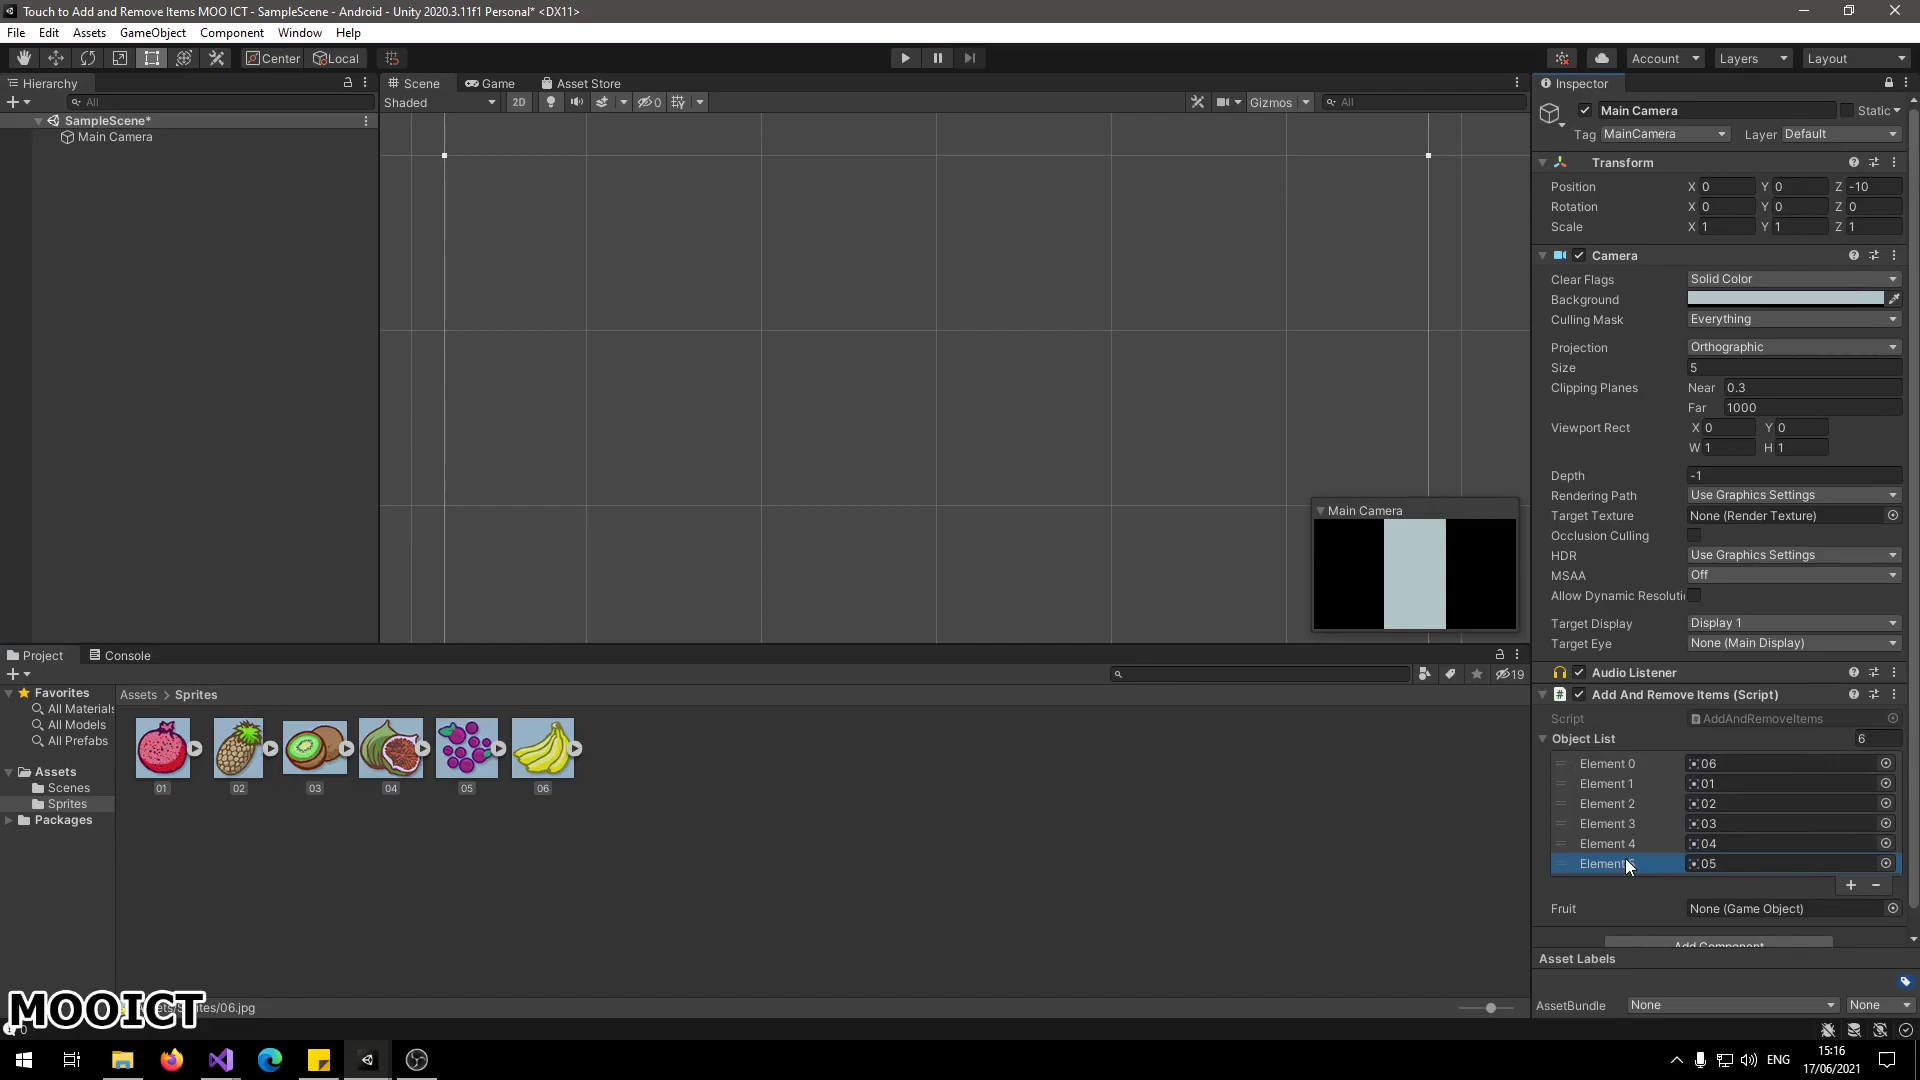 Touch to Add and Remove Items MOO ICT - SampleScene - Android - Unity 2020.3.11f1 Personal* <DX11>
File Edit Assets GameObject Component Window Help
Center Local Account Layers Layout
Hierarchy
All
SampleScene*
Main Camera
Scene Game Asset Store
Shaded 2D 0 Gizmos All
Main Camera
Inspector
Main Camera Static
Tag MainCamera Layer Default
Transform
Position X 0 Y 0 Z -10
Rotation X 0 Y 0 Z 0
Scale X 1 Y 1 Z 1
Camera
Clear Flags Solid Color
Background
Culling Mask Everything
Projection Orthographic
Size 5
Clipping Planes Near 0.3
Far 1000
Viewport Rect X 0 Y 0
W 1 H 1
Depth -1
Rendering Path Use Graphics Settings
Target Texture None (Render Texture)
Occlusion Culling
HDR Use Graphics Settings
MSAA Off
Allow Dynamic Resoluti
Target Display Display 1
Target Eye None (Main Display)
Audio Listener
Add And Remove Items (Script)
Script AddAndRemoveItems
Object List 6
Element 0 06
Element 1 01
Element 2 02
Element 3 03
Element 4 04
Element 05
Fruit None (Game Object)
Add Component
Asset Labels
AssetBundle None None
Project Console
19
Favorites
All Materials
All Models
All Prefabs
Assets
Scenes
Sprites
Packages
Assets > Sprites
01 02 03 04 05 06
MOOICT
/06.jpg
ENG
15:16
17/06/2021